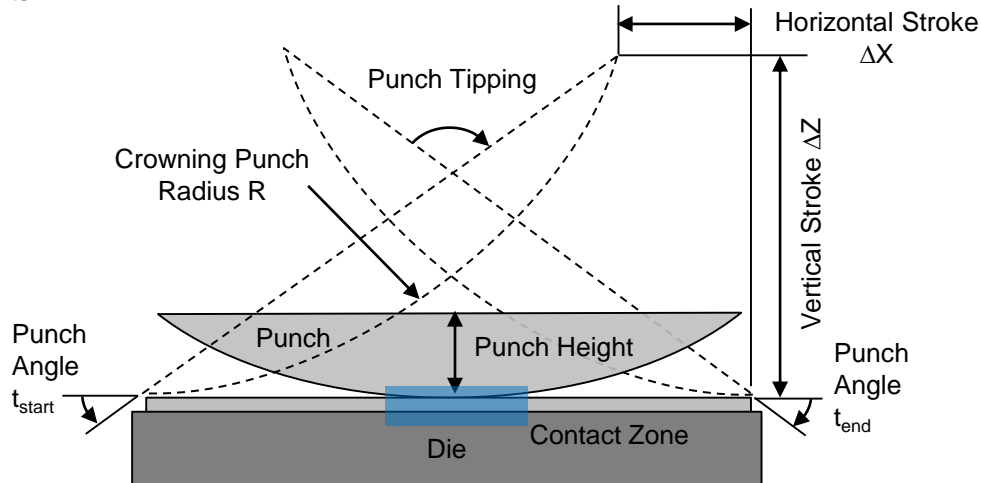 Horizontal Stroke
ΔX
Punch Tipping
Crowning Punch
Radius R
Vertical Stroke ΔZ
Punch
Angle
t_start
Punch
Punch Height
Punch
Angle
t_end
Contact Zone
Die